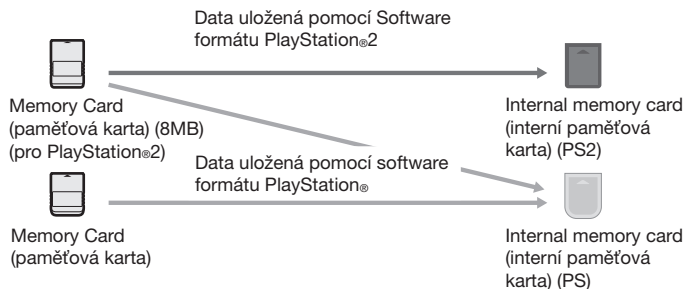 Data uložená pomocí Software
formátu PlayStation®2
Memory Card
(paměťová karta) (8MB)
(pro PlayStation®2)
Internal memory card
(interní paměťová
karta) (PS2)
Data uložená pomocí software
formátu PlayStation®
Memory Card
(paměťová karta)
Internal memory card
(interní paměťová
karta) (PS)